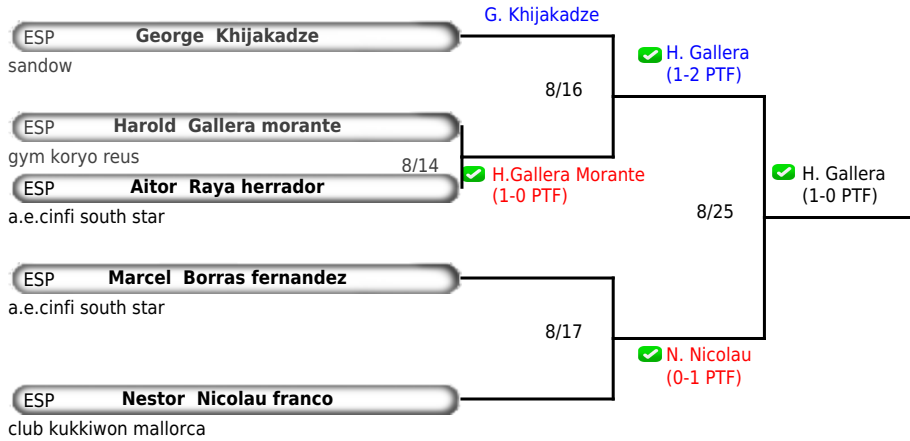 G. Khijakadze
ESP George Khijakadze
sandow
H. Gallera
(1-2 PTF)
8/16
ESP Harold Gallera morante
gym koryo reus
8/14
H.Gallera Morante
(1-0 PTF)
H. Gallera
(1-0 PTF)
ESP Aitor Raya herrador
a.e.cinfi south star
8/25
ESP Marcel Borras fernandez
a.e.cinfi south star
8/17
N. Nicolau
(0-1 PTF)
ESP Nestor Nicolau franco
club kukkiwon mallorca